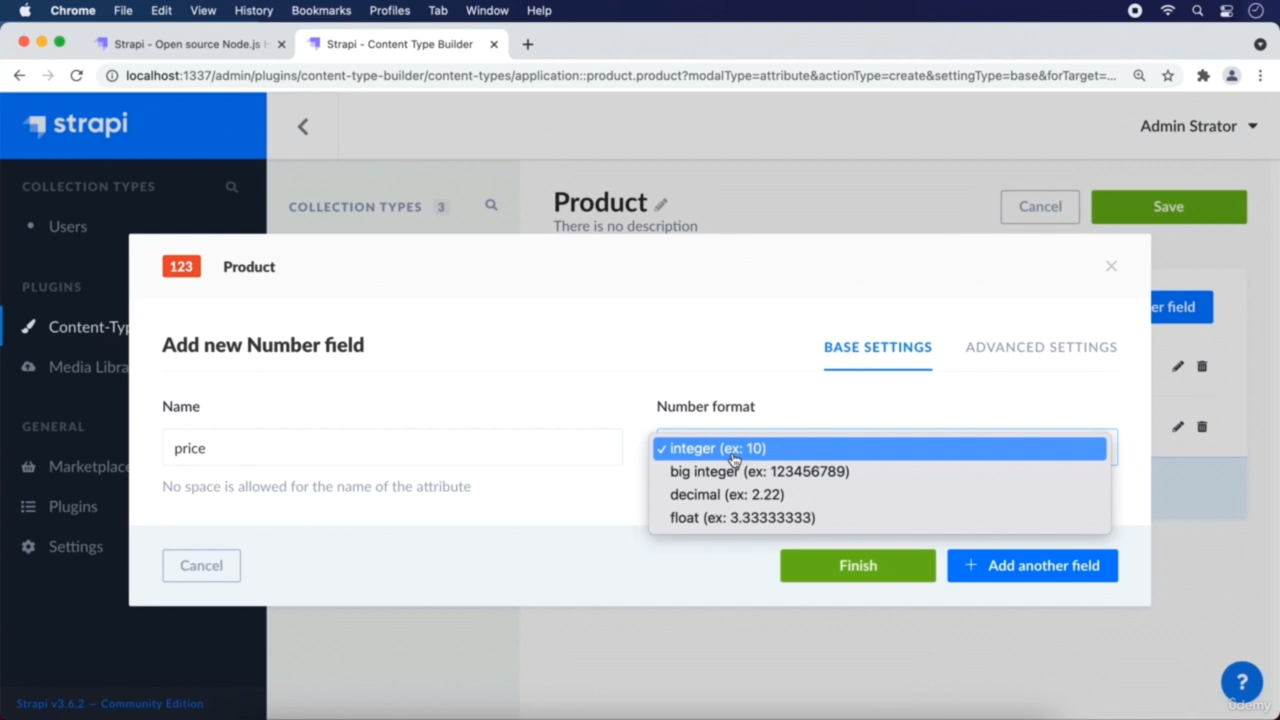 Chrome File Edit View History Bookmarks Profiles Tab Window Help
Strapi - Open source Node.js
Strapi - Content Type Builder
localhost:1337/admin/plugins/content-type-builder/content-types/application::product.product?modalType=attribute&actionType=create&settingType=base&forTarget=...
strapi
Admin Strator
COLLECTION TYPES
Users
PLUGINS
Content-Typ
Media Libra
GENERAL
Marketplace
Plugins
Settings
Strapi v3.6.2 — Community Edition
COLLECTION TYPES 3
Product
There is no description
Cancel
Save
er field
123 Product
Add new Number field
BASE SETTINGS
ADVANCED SETTINGS
Name
price
No space is allowed for the name of the attribute
Number format
✓ integer (ex: 10)
big integer (ex: 123456789)
decimal (ex: 2.22)
float (ex: 3.33333333)
Cancel
Finish
+ Add another field
?
ûdemy